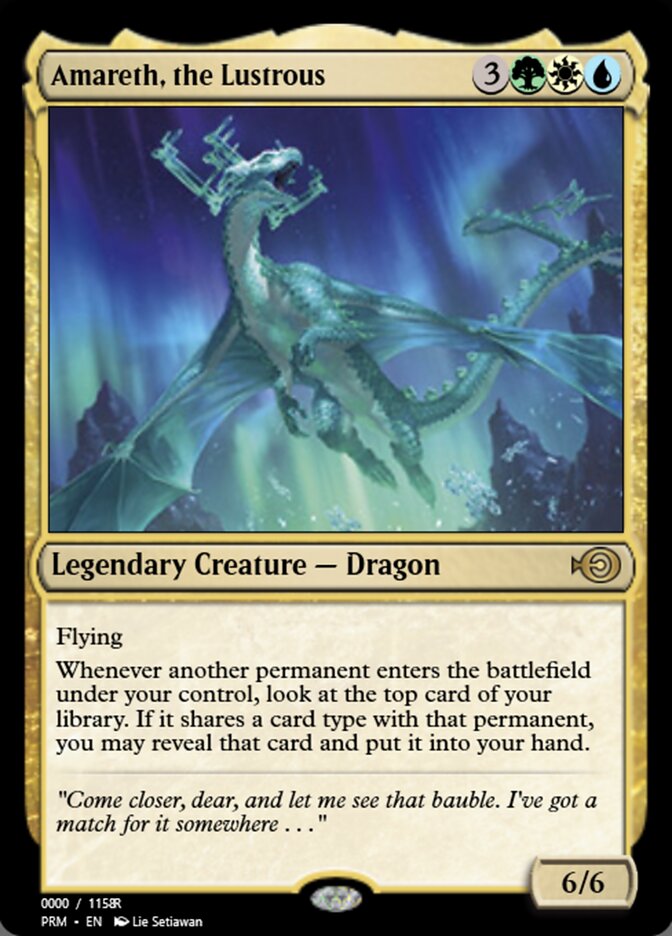 Amareth, the Lustrous 3
Legendary Creature — Dragon
Flying
Whenever another permanent enters the battlefield
under your control, look at the top card of your
library. If it shares a card type with that permanent,
you may reveal that card and put it into your hand.
"Come closer, dear, and let me see that bauble. I've got a
match for it somewhere . . ."
6/6
0000 / 1158R
PRM • EN Lie Setiawan